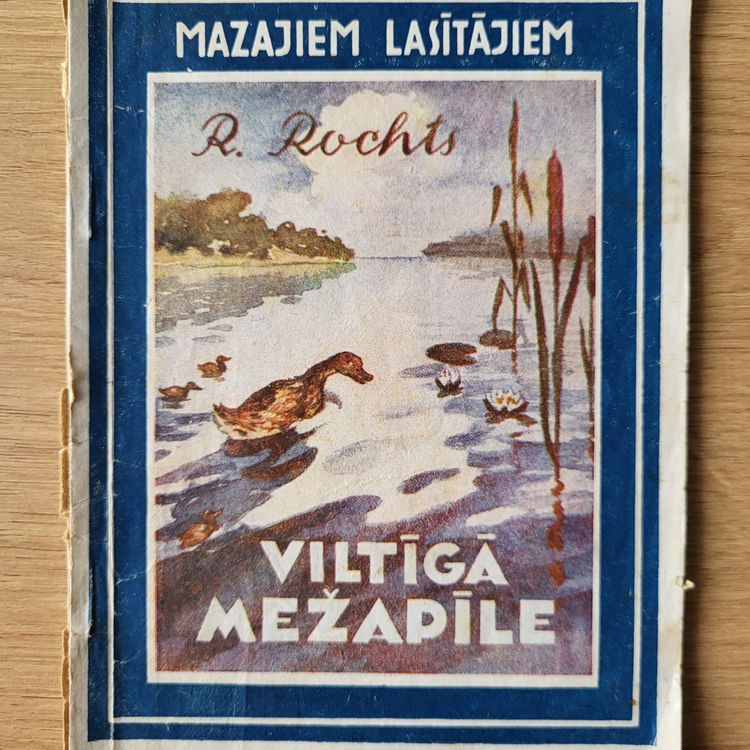 MAZAJIEM LASĪTĀJIEM
R. Rochts
VILTĪGĀ
MEŽAPĪLE